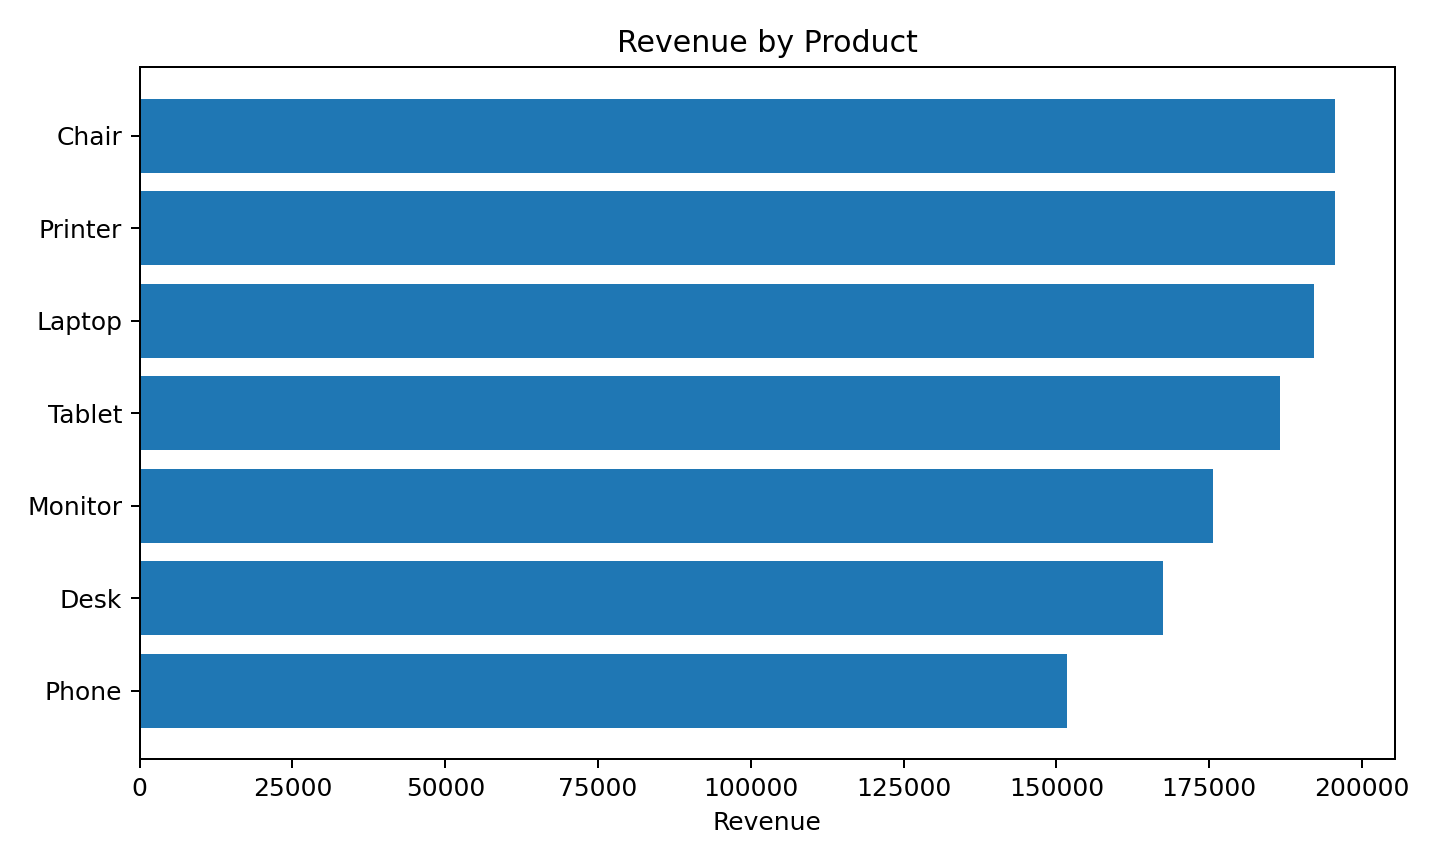 Revenue by Product
Chair
Printer
Laptop
Tablet
Monitor
Desk
Phone
0 25000 50000 75000 100000 125000 150000 175000 200000
Revenue